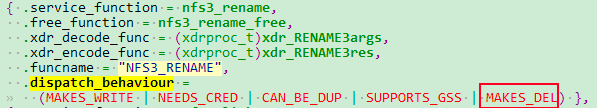 { .service_function = nfs3_rename,
.free_function = nfs3_rename_free,
.xdr_decode_func = (xdrproc_t)xdr_RENAME3args,
.xdr_encode_func = (xdrproc_t)xdr_RENAME3res,
.funcname = "NFS3_RENAME",
.dispatch_behaviour =
(MAKES_WRITE | NEEDS_CRED | CAN_BE_DUP | SUPPORTS_GSS | MAKES_DEL) },